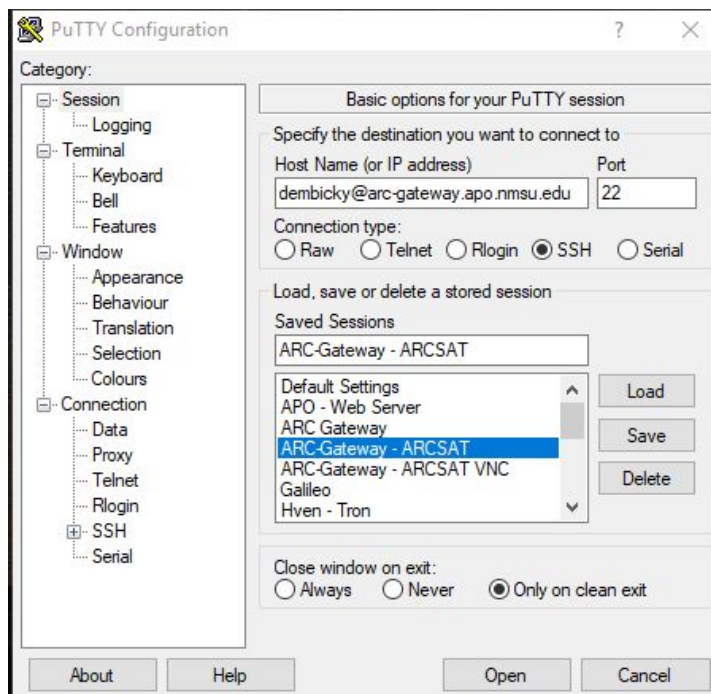 PuTTY Configuration ?
Category:
Session
Logging
Terminal
Keyboard
Bell
Features
Window
Appearance
Behaviour
Translation
Selection
Colours
Connection
Data
Proxy
Telnet
Rlogin
SSH
Serial
Basic options for your PuTTY session
Specify the destination you want to connect to
Host Name (or IP address) Port
dembicky@arc-gateway.apo.nmsu.edu 22
Connection type:
Raw Telnet Rlogin SSH Serial
Load, save or delete a stored session
Saved Sessions
ARC-Gateway - ARCSAT
Default Settings
APO - Web Server
ARC Gateway
ARC-Gateway - ARCSAT
ARC-Gateway - ARCSAT VNC
Galileo
Hven - Tron
Load
Save
Delete
Close window on exit:
Always Never Only on clean exit
About Help Open Cancel